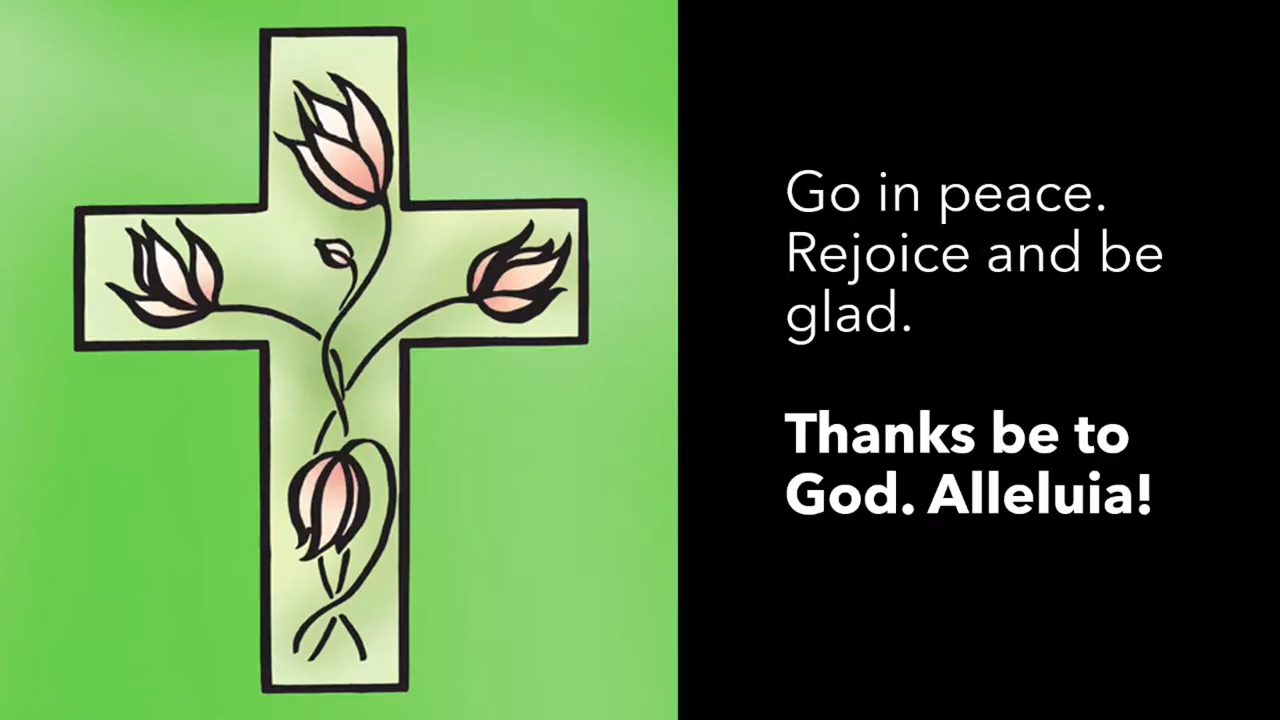 Go in peace.
Rejoice and be
glad.
Thanks be to
God. Alleluia!